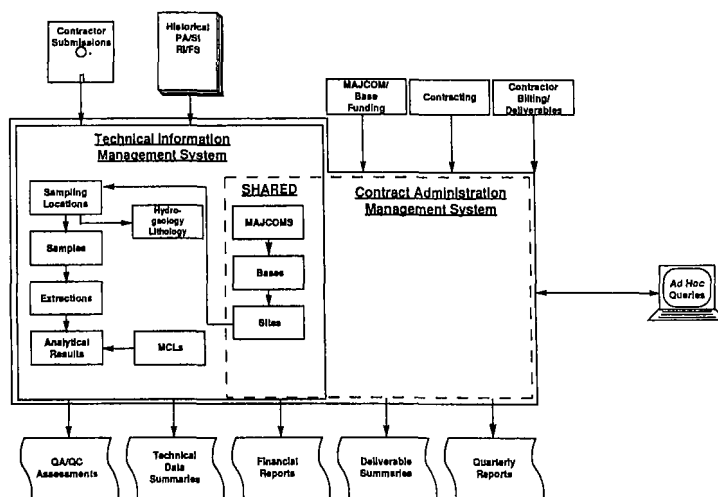 Contractor
Submissions
Historical
PA/SI
RI/FS
MAJCOM/
Base
Funding
Contracting
Contractor
Billing/
Deliverables
Technical Information
Management System
Sampling
Locations
Hydro-
geology
Lithology
Samples
Extractions
Analytical
Results
MCLs
SHARED
MAJCOMS
Bases
Sites
Contract Administration
Management System
Ad Hoc
Queries
QA/QC
Assessments
Technical
Data
Summaries
Financial
Reports
Deliverable
Summaries
Quarterly
Reports